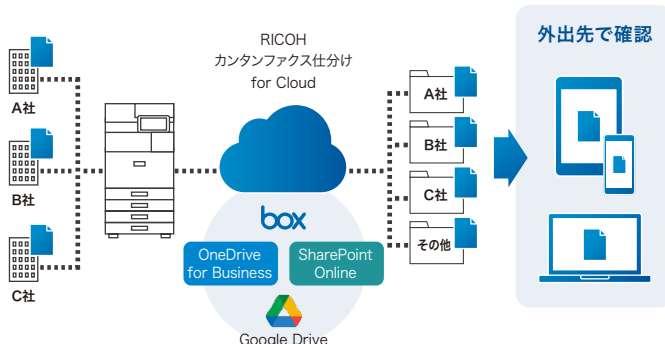 A社
B社
C社
RICOH
カンタンファクス仕分け
for Cloud
box
OneDrive
for Business
SharePoint
Online
Google Drive
A社
B社
C社
その他
外出先で確認